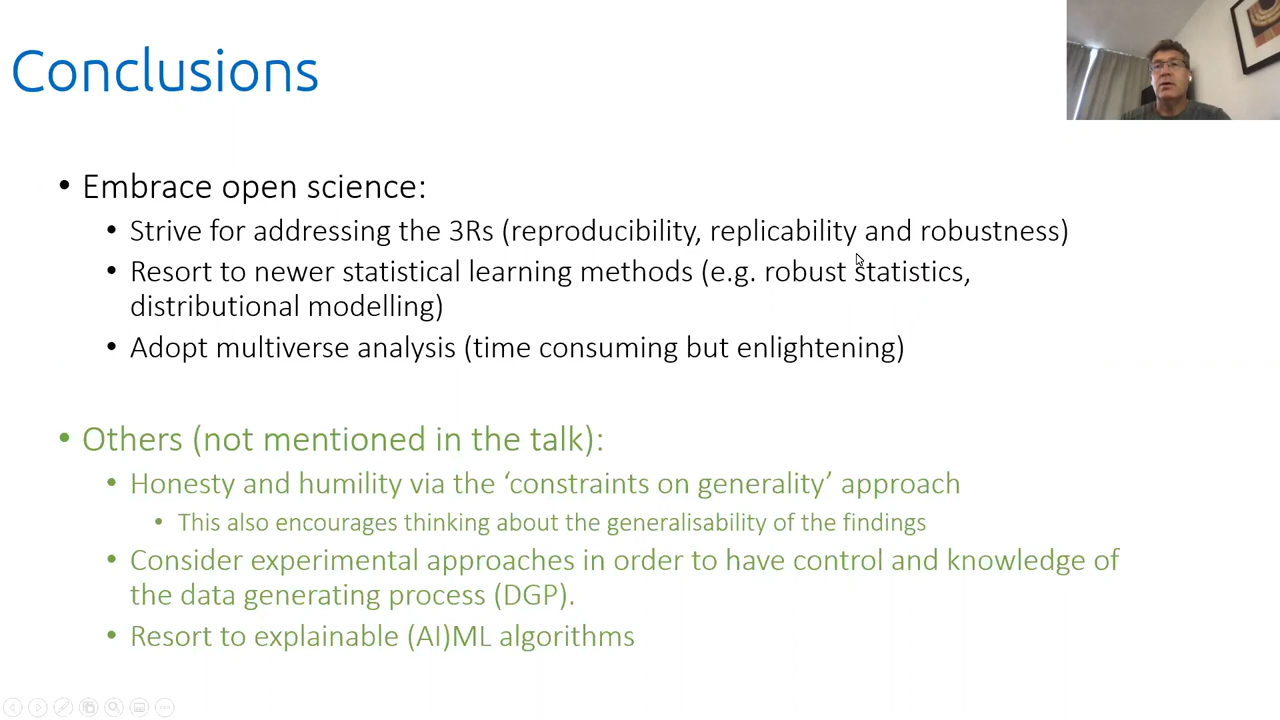 Conclusions
• Embrace open science:
• Strive for addressing the 3Rs (reproducibility, replicability and robustness)
• Resort to newer statistical learning methods (e.g. robust statistics,
distributional modelling)
• Adopt multiverse analysis (time consuming but enlightening)
• Others (not mentioned in the talk):
• Honesty and humility via the ‘constraints on generality’ approach
• This also encourages thinking about the generalisability of the findings
• Consider experimental approaches in order to have control and knowledge of
the data generating process (DGP).
• Resort to explainable (AI)ML algorithms